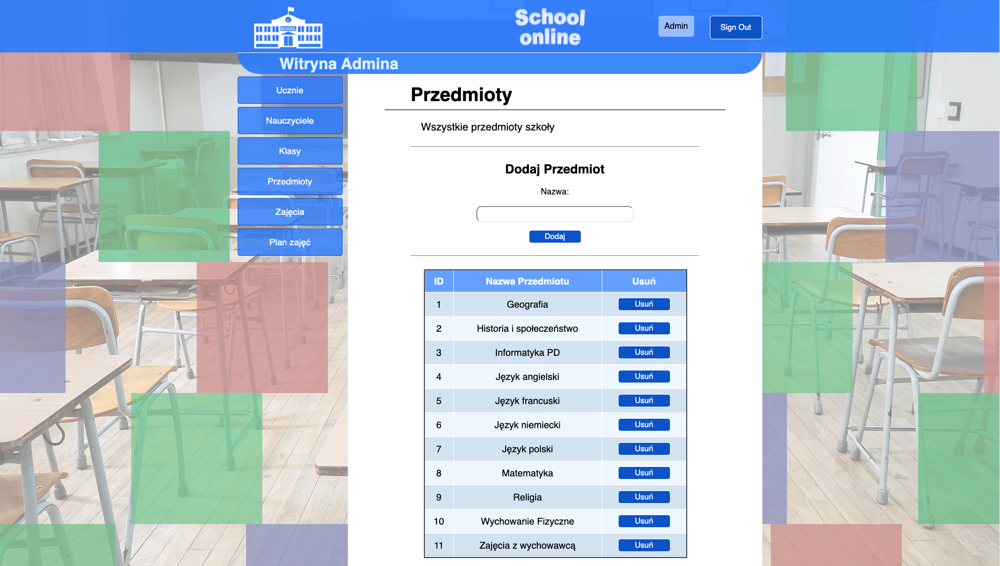 SCHOOL
School
online
Admin
Sign Out
Witryna Admina
Ucznie
Nauczyciele
Klasy
Przedmioty
Zajęcia
Plan zajęć
Przedmioty
Wszystkie przedmioty szkoły
Dodaj Przedmiot
Nazwa:
Dodaj
ID Nazwa Przedmiotu Usuń
1 Geografia Usuń
2 Historia i społeczeństwo Usuń
3 Informatyka PD Usuń
4 Język angielski Usuń
5 Język francuski Usuń
6 Język niemiecki Usuń
7 Język polski Usuń
8 Matematyka Usuń
9 Religia Usuń
10 Wychowanie Fizyczne Usuń
11 Zajęcia z wychowawcą Usuń